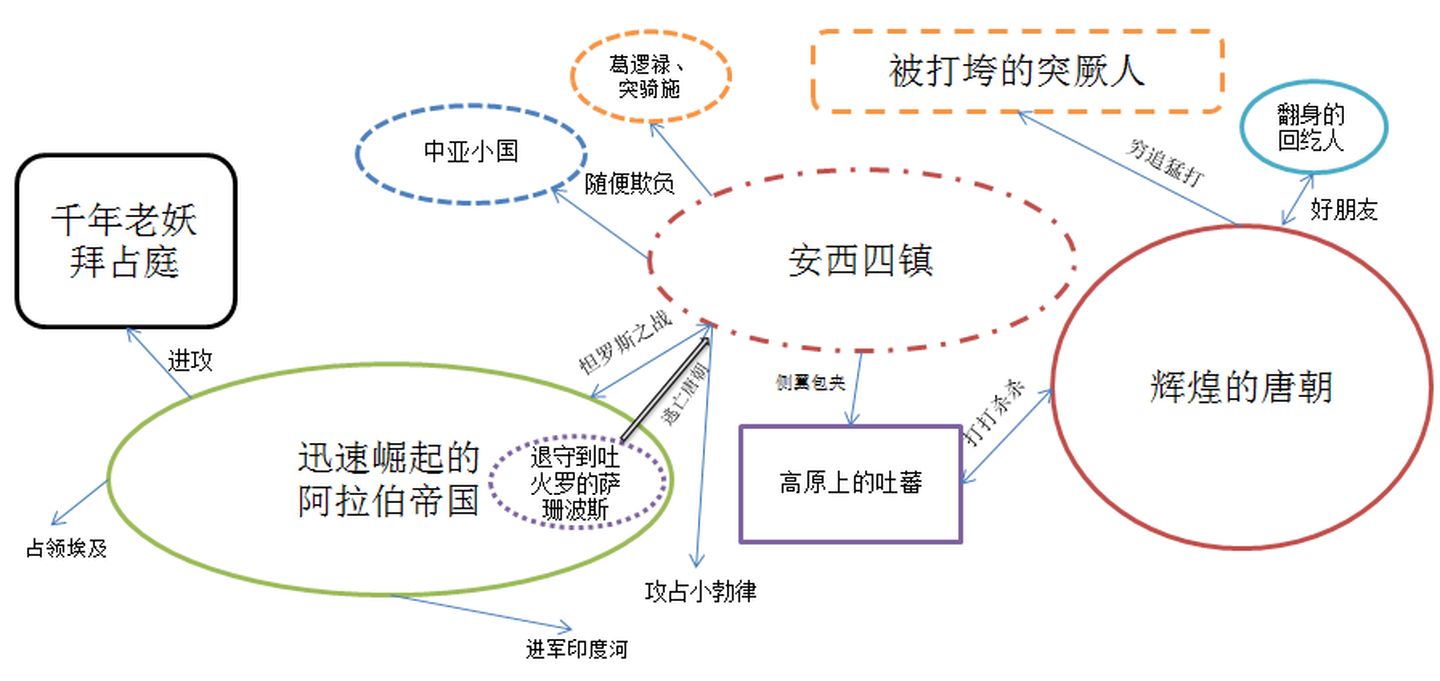 葛逻禄、
突骑施
被打垮的突厥人
翻身的
回纥人
中亚小国
随便欺负
穷追猛打
好朋友
千年老妖
拜占庭
安西四镇
进攻
怛罗斯之战
逃亡唐朝
侧翼包夹
打打杀杀
辉煌的唐朝
迅速崛起的
阿拉伯帝国
退守到吐
火罗的萨
珊波斯
高原上的吐蕃
占领埃及
攻占小勃律
进军印度河